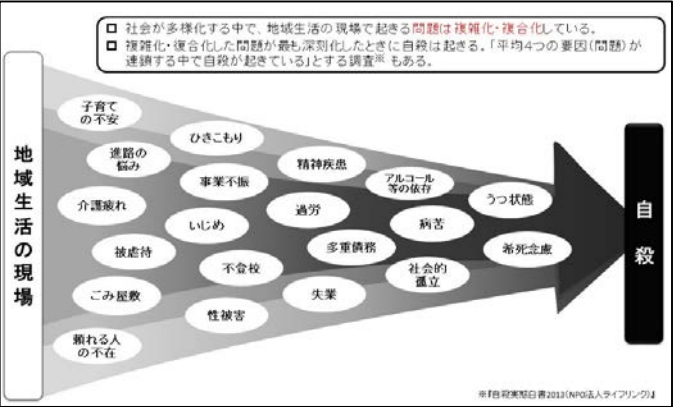 □ 社会が多様化する中で、地域生活の現場で起きる問題は複雑化・複合化している。
□ 複雑化・複合化した問題が最も深刻化したときに自殺は起きる。「平均4つの要因(問題)が
連鎖する中で自殺が起きている」とする調査※ もある。
地域生活の現場
子育て
の不安
進路の
悩み
介護疲れ
被虐待
ごみ屋敷
頼れる人
の不在
ひきこもり
事業不振
いじめ
不登校
性被害
精神疾患
過労
多重債務
失業
アルコール
等の依存
病苦
社会的
孤立
うつ状態
希死念慮
自殺
※『自殺実態白書2013(NPO法人ライフリンク)』